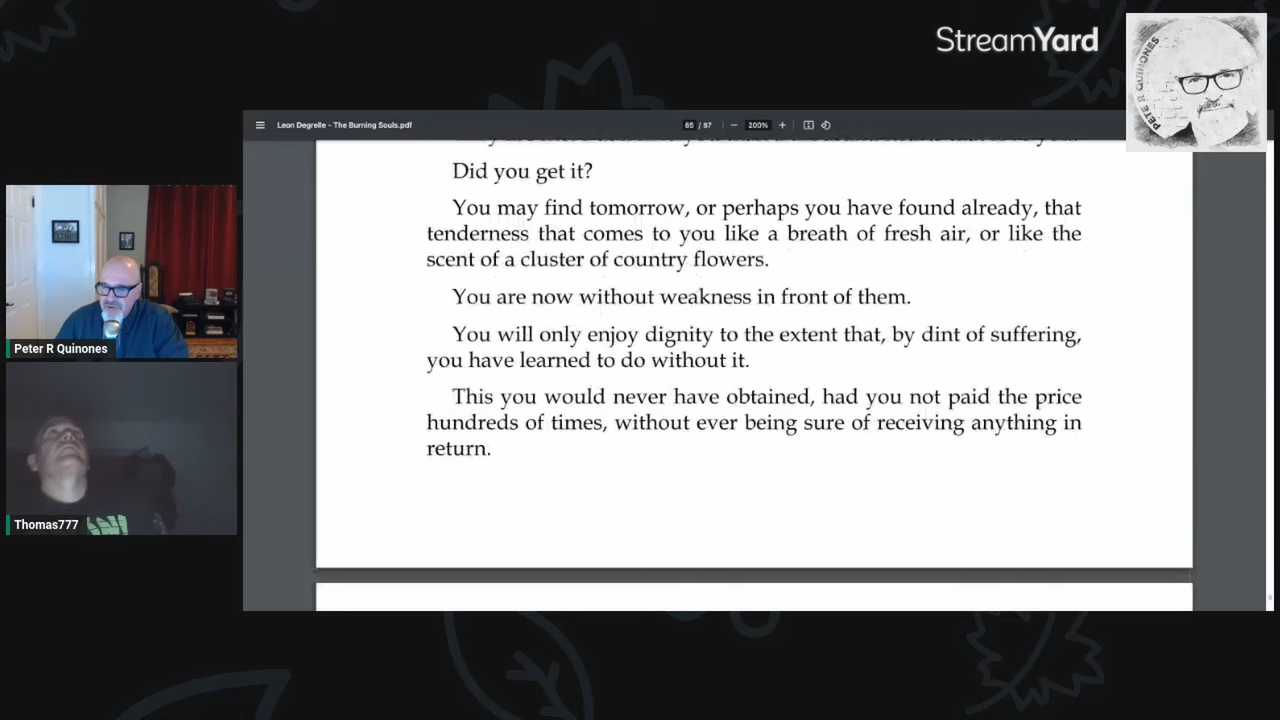 StreamYard
PETE R QUINONES
Leon Degrelle - The Burning Souls.pdf
85 / 87
200%
Did you get it?
You may find tomorrow, or perhaps you have found already, that
tenderness that comes to you like a breath of fresh air, or like the
scent of a cluster of country flowers.
You are now without weakness in front of them.
You will only enjoy dignity to the extent that, by dint of suffering,
you have learned to do without it.
This you would never have obtained, had you not paid the price
hundreds of times, without ever being sure of receiving anything in
return.
Peter R Quinones
Thomas777